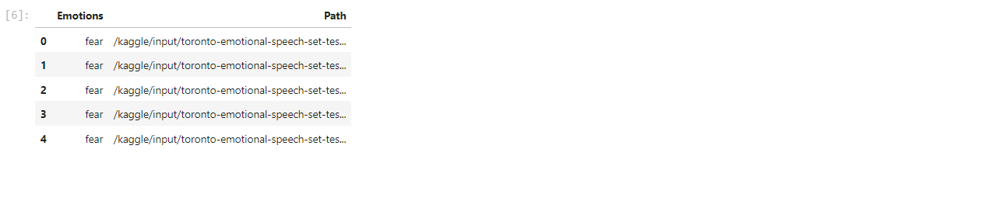 [6]: Emotions Path
0 fear /kaggle/input/toronto-emotional-speech-set-tes...
1 fear /kaggle/input/toronto-emotional-speech-set-tes...
2 fear /kaggle/input/toronto-emotional-speech-set-tes...
3 fear /kaggle/input/toronto-emotional-speech-set-tes...
4 fear /kaggle/input/toronto-emotional-speech-set-tes...